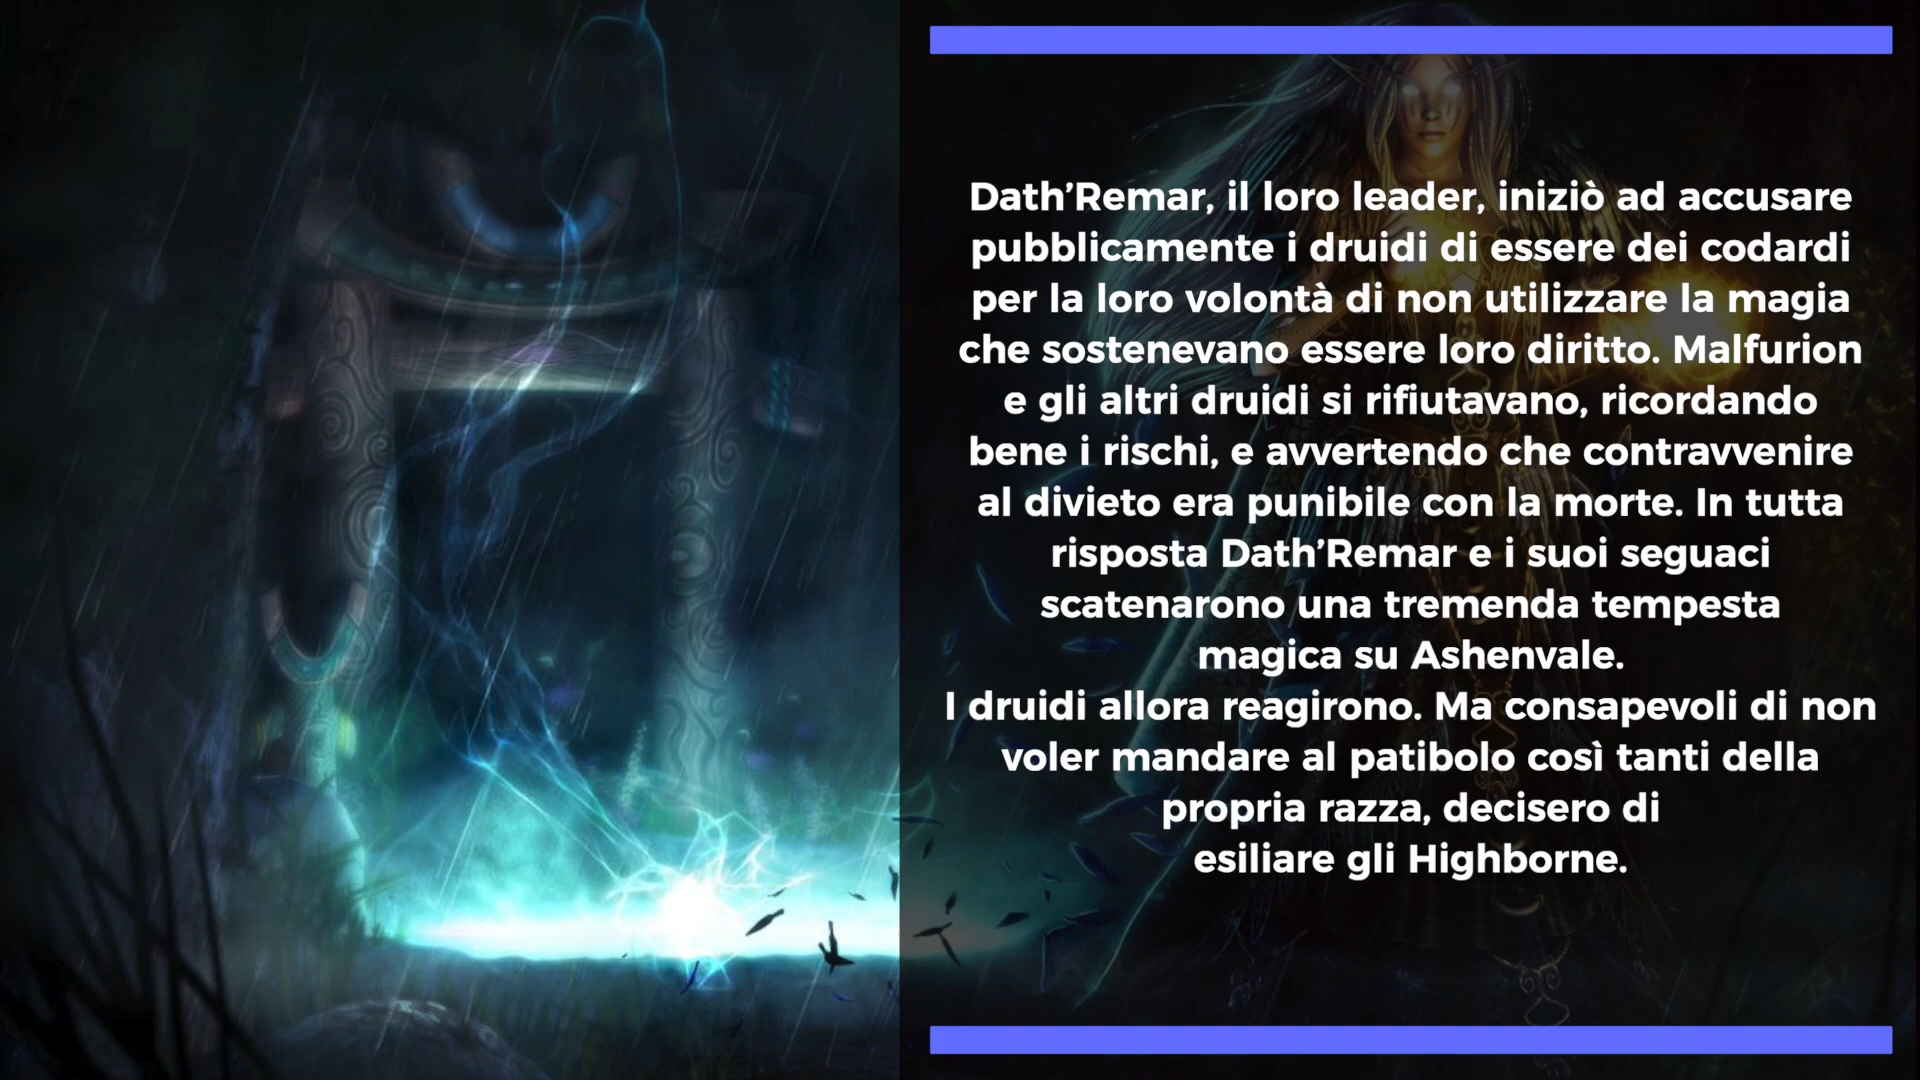 Dath’Remar, il loro leader, iniziò ad accusare
pubblicamente i druidi di essere dei codardi
per la loro volontà di non utilizzare la magia
che sostenevano essere loro diritto. Malfurion
e gli altri druidi si rifiutavano, ricordando
bene i rischi, e avvertendo che contravvenire
al divieto era punibile con la morte. In tutta
risposta Dath’Remar e i suoi seguaci
scatenarono una tremenda tempesta
magica su Ashenvale.
I druidi allora reagirono. Ma consapevoli di non
voler mandare al patibolo così tanti della
propria razza, decisero di
esiliare gli Highborne.